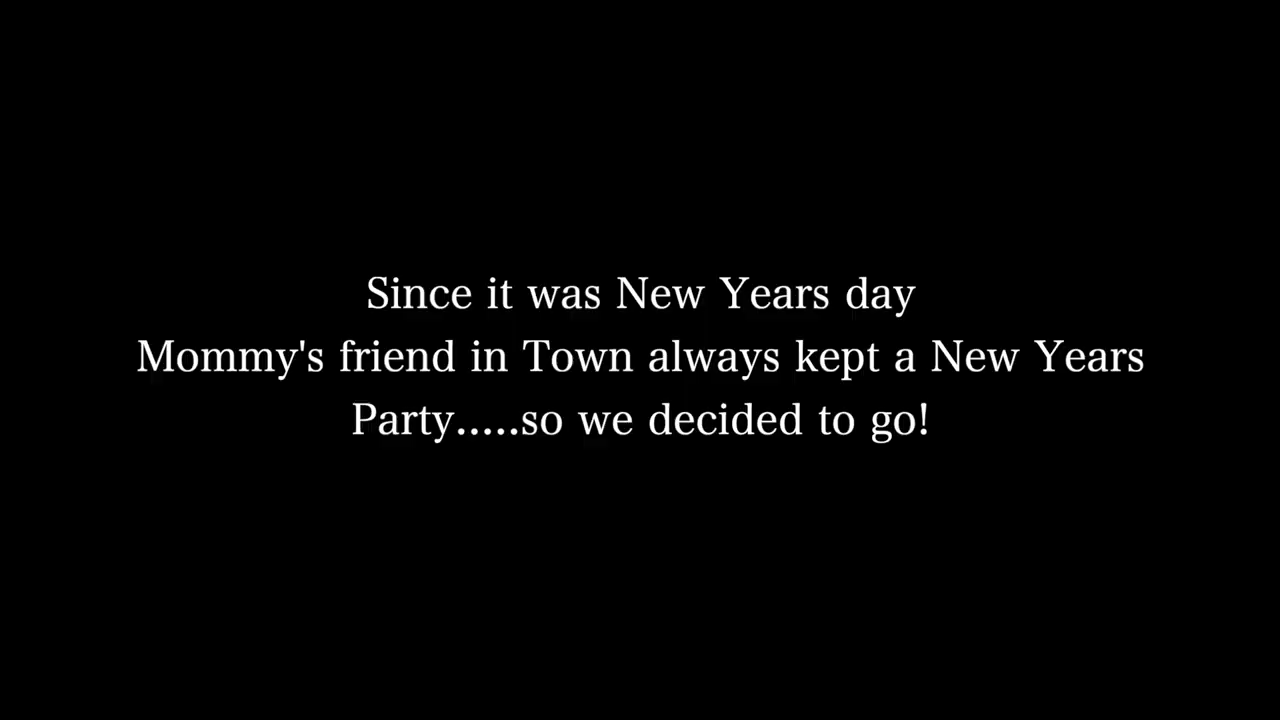 Since it was New Years day
Mommy's friend in Town always kept a New Years
Party.....so we decided to go!